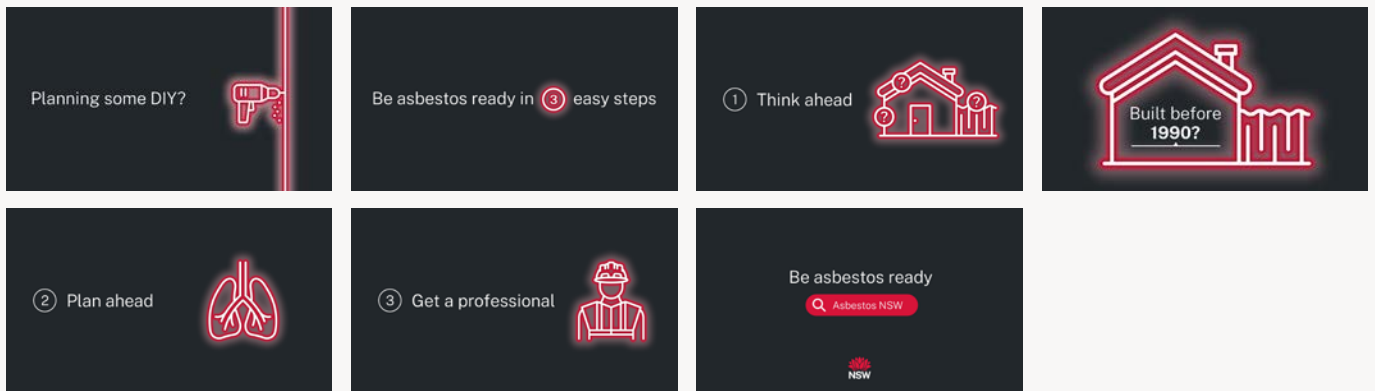 Planning some DIY?
Be asbestos ready in 3 easy steps
1 Think ahead
? ? ?
Built before
1990?
2 Plan ahead
3 Get a professional
Be asbestos ready
Asbestos NSW
NSW